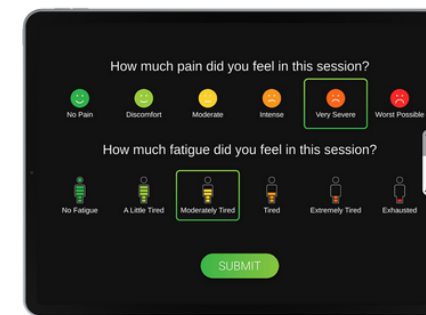 How much pain did you feel in this session?
No Pain Discomfort Moderate Intense Very Severe Worst Possible
How much fatigue did you feel in this session?
No Fatigue A Little Tired Moderately Tired Tired Extremely Tired Exhausted
SUBMIT